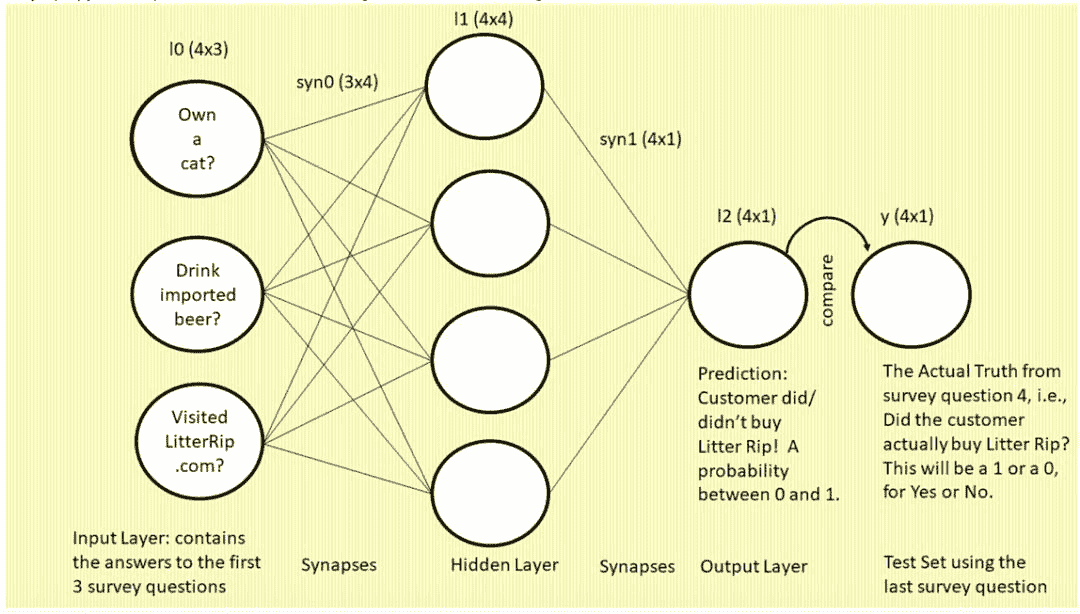 l1 (4x4)
l0 (4x3)
syn0 (3x4)
Own
a
cat?
syn1 (4x1)
l2 (4x1)
y (4x1)
compare
Drink
imported
beer?
Visited
LitterRip
.com?
Prediction:
Customer did/
didn't buy
Litter Rip!  A
probability
between 0 and 1.
The Actual Truth from
survey question 4, i.e.,
Did the customer
actually buy Litter Rip?
This will be a 1 or a 0,
for Yes or No.
Input Layer: contains
the answers to the first
3 survey questions
Synapses
Hidden Layer
Synapses
Output Layer
Test Set using the
last survey question